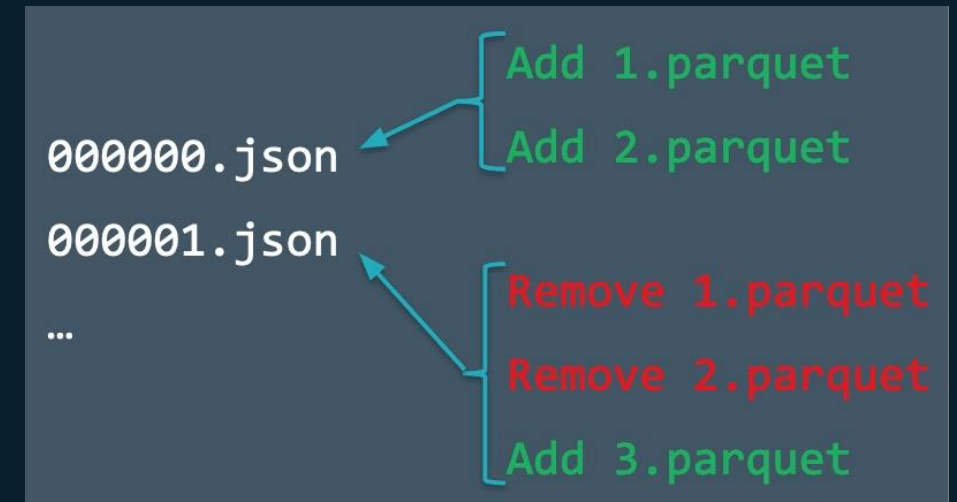 Add 1.parquet
Add 2.parquet
000000.json
000001.json
Remove 1.parquet
Remove 2.parquet
Add 3.parquet
…